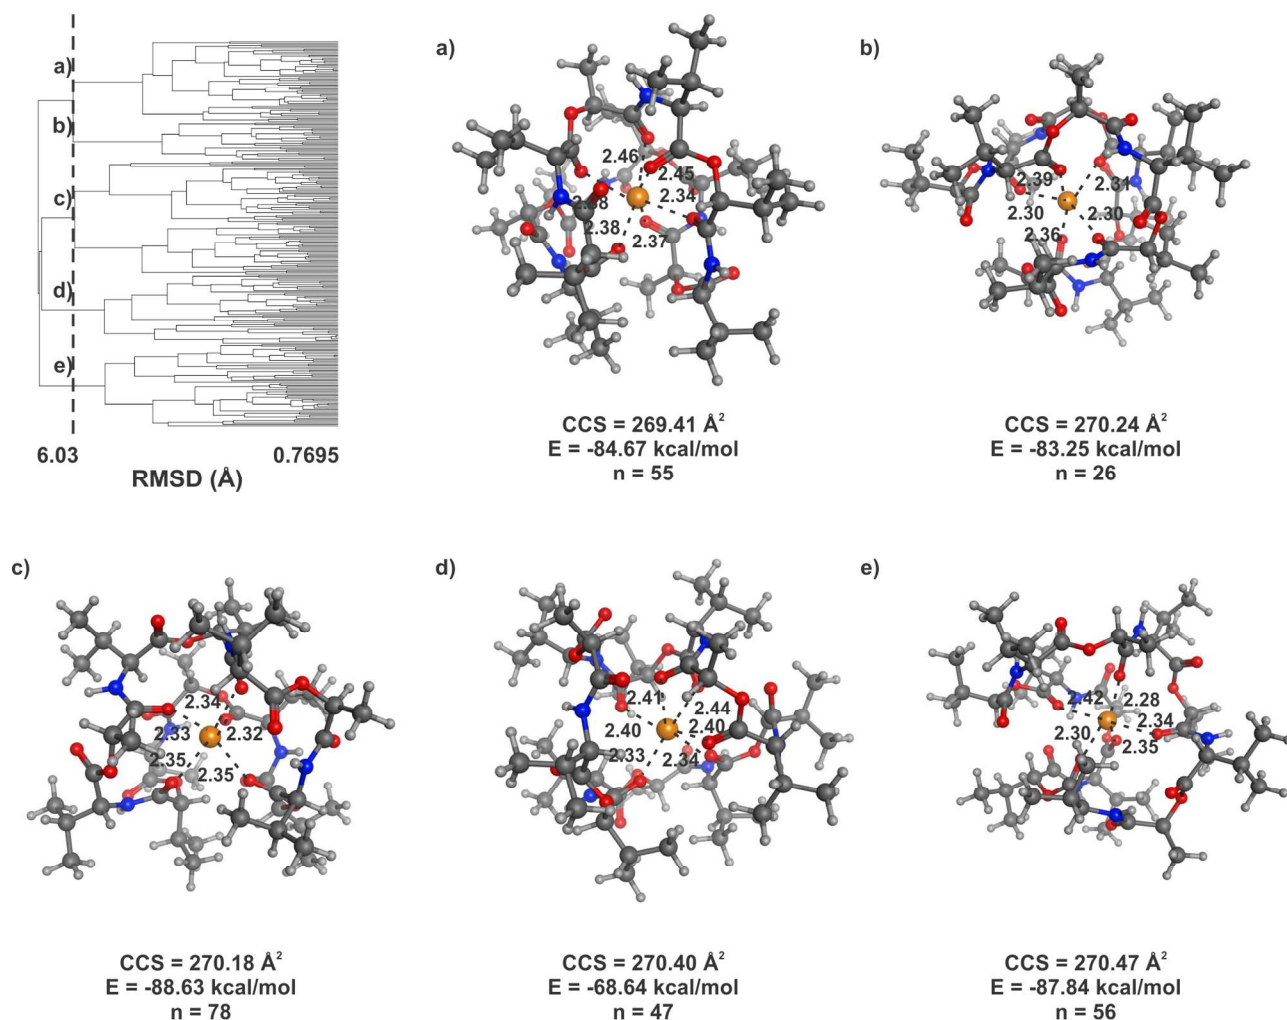 a)
b)
c)
d)
e)
6.03
0.7695
RMSD (Å)
a)
2.46
2.45
2.34
2.38
2.38
2.37
CCS = 269.41 Å²
E = -84.67 kcal/mol
n = 55
b)
2.39
2.31
2.30
2.30
2.36
CCS = 270.24 Å²
E = -83.25 kcal/mol
n = 26
c)
2.34
2.33
2.32
2.35
2.35
CCS = 270.18 Å²
E = -88.63 kcal/mol
n = 78
d)
2.41
2.44
2.40
2.40
2.33
2.34
CCS = 270.40 Å²
E = -68.64 kcal/mol
n = 47
e)
2.42
2.28
2.34
2.30
2.35
CCS = 270.47 Å²
E = -87.84 kcal/mol
n = 56